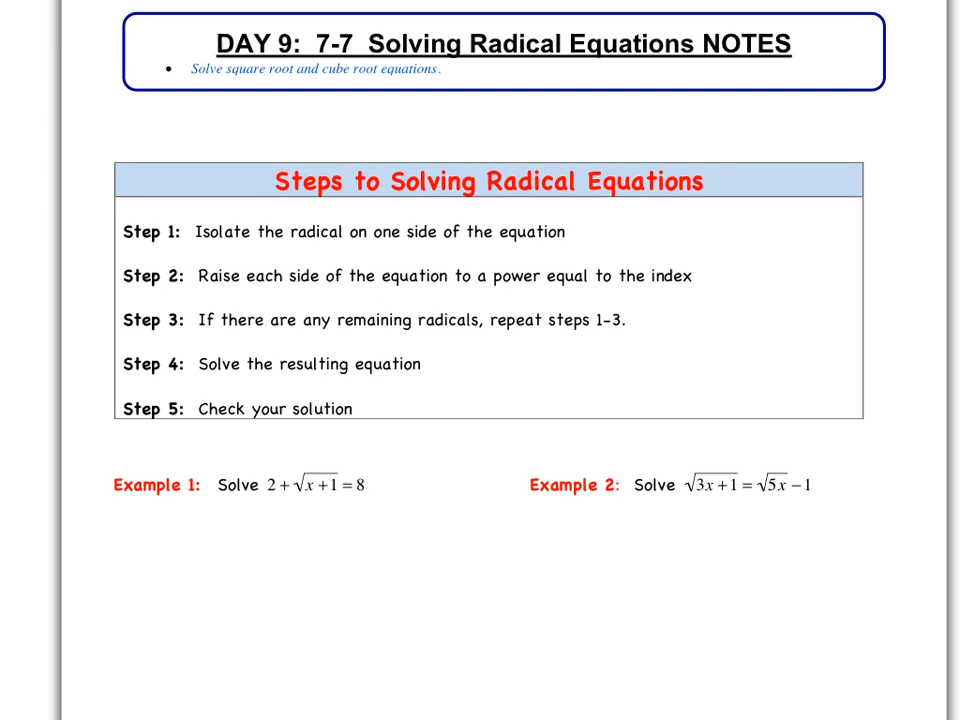 DAY 9: 7-7 Solving Radical Equations NOTES
• Solve square root and cube root equations.
Steps to Solving Radical Equations
Step 1: Isolate the radical on one side of the equation
Step 2: Raise each side of the equation to a power equal to the index
Step 3: If there are any remaining radicals, repeat steps 1-3.
Step 4: Solve the resulting equation
Step 5: Check your solution
Example 1: Solve 2 + √(x + 1) = 8
Example 2: Solve √(3x + 1) = √(5x) − 1